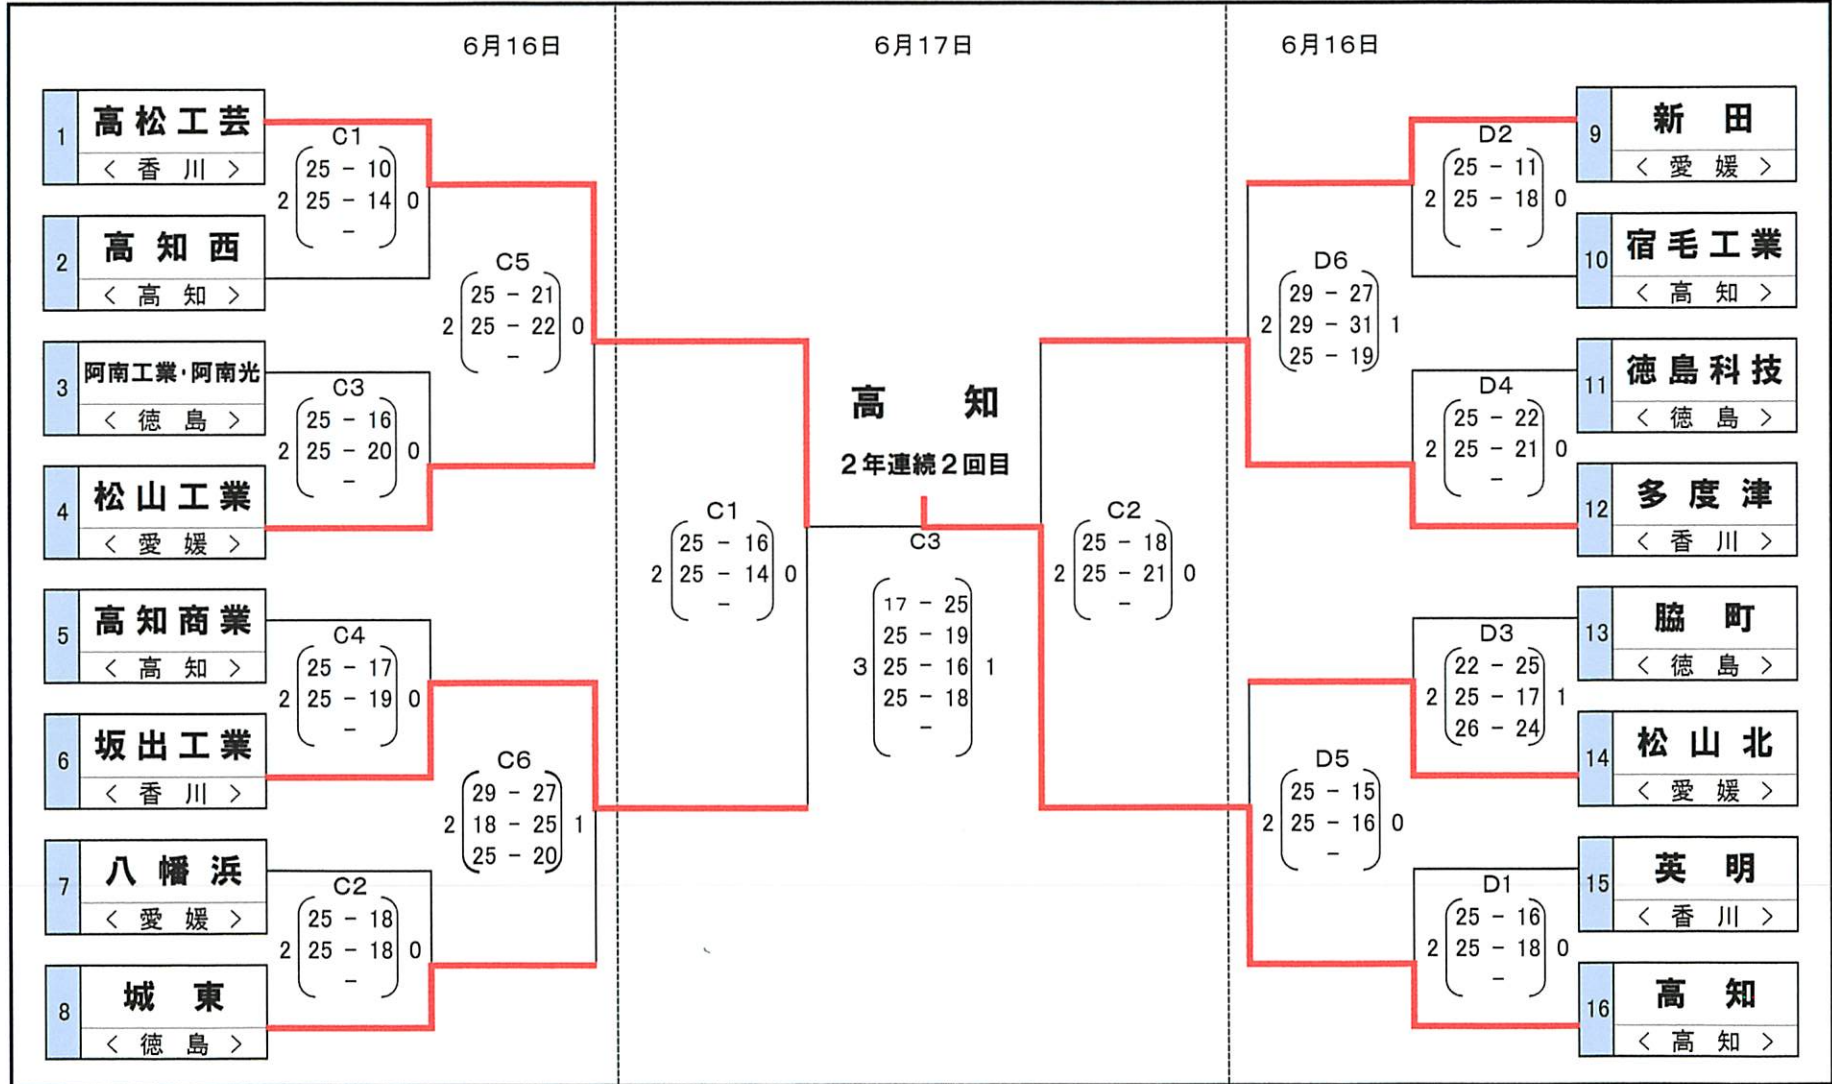 6月16日
6月17日
6月16日
1
高松工芸
< 香川 >
2
高知西
< 高知 >
C1
25 - 10
2 25 - 14 0
-
3
阿南工業・阿南光
< 徳島 >
4
松山工業
< 愛媛 >
C3
25 - 16
2 25 - 20 0
-
C5
25 - 21
2 25 - 22 0
-
5
高知商業
< 高知 >
6
坂出工業
< 香川 >
C4
25 - 17
2 25 - 19 0
-
7
八幡浜
< 愛媛 >
8
城東
< 徳島 >
C2
25 - 18
2 25 - 18 0
-
C6
29 - 27
2 18 - 25 1
25 - 20
C1
25 - 16
2 25 - 14 0
-
高知
2年連続2回目
C3
17 - 25
25 - 19
3 25 - 16 1
25 - 18
-
C2
25 - 18
2 25 - 21 0
-
D6
29 - 27
2 29 - 31 1
25 - 19
D2
25 - 11
2 25 - 18 0
-
9
新田
< 愛媛 >
10
宿毛工業
< 高知 >
D4
25 - 22
2 25 - 21 0
-
11
徳島科技
< 徳島 >
12
多度津
< 香川 >
D5
25 - 15
2 25 - 16 0
-
D3
22 - 25
2 25 - 17 1
26 - 24
13
脇町
< 徳島 >
14
松山北
< 愛媛 >
D1
25 - 16
2 25 - 18 0
-
15
英明
< 香川 >
16
高知
< 高知 >